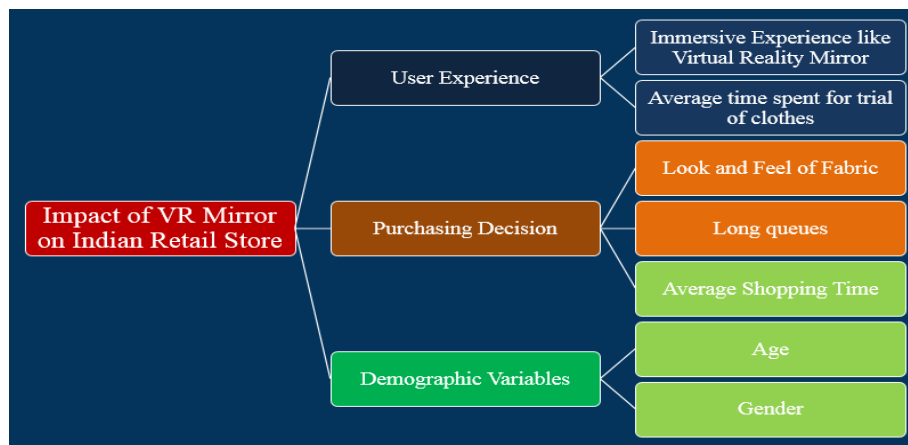 Impact of VR Mirror
on Indian Retail Store
User Experience
Immersive Experience like
Virtual Reality Mirror
Average time spent for trial
of clothes
Purchasing Decision
Look and Feel of Fabric
Long queues
Average Shopping Time
Demographic Variables
Age
Gender